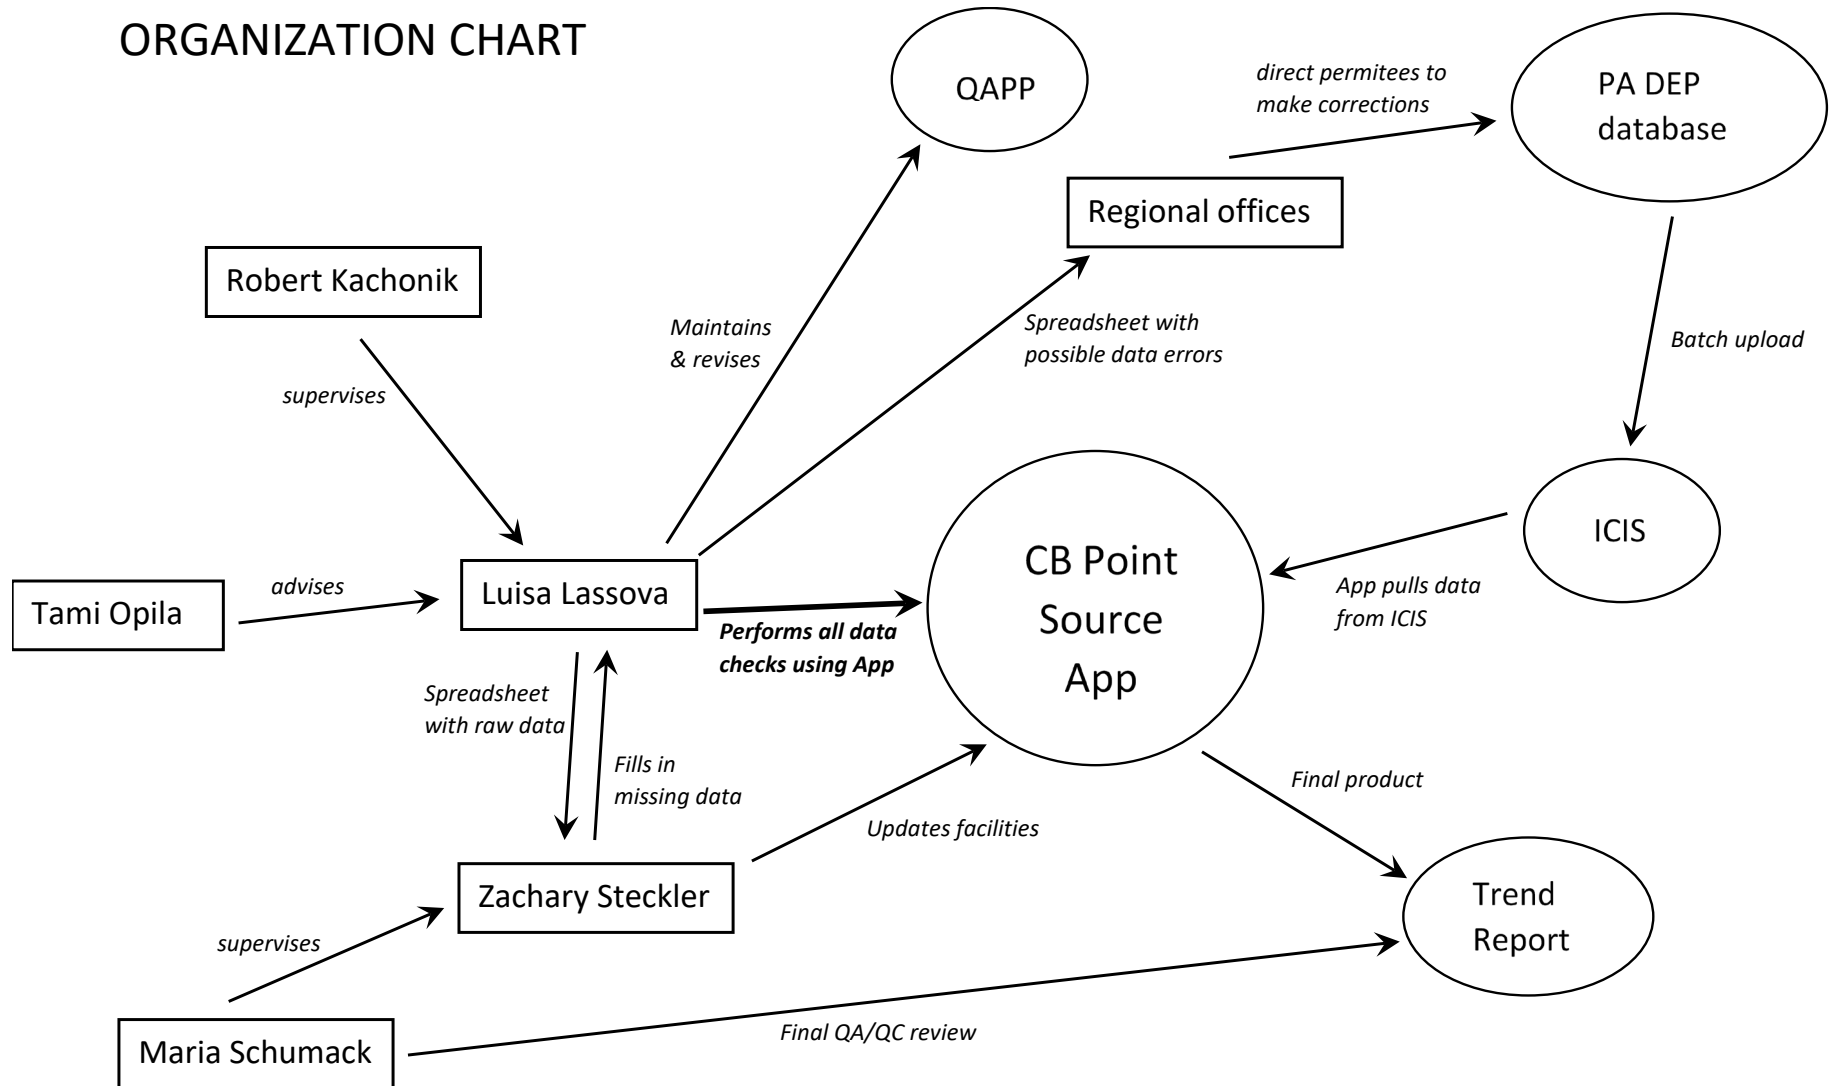 ORGANIZATION CHART
QAPP
direct permitees to
make corrections
PA DEP
database
Regional offices
Robert Kachonik
Maintains
& revises
Spreadsheet with
possible data errors
Batch upload
supervises
ICIS
CB Point
Source
App
advises
Luisa Lassova
Tami Opila
App pulls data
from ICIS
Performs all data
checks using App
Spreadsheet
with raw data
Fills in
missing data
Final product
Updates facilities
Zachary Steckler
Trend
Report
supervises
Final QA/QC review
Maria Schumack